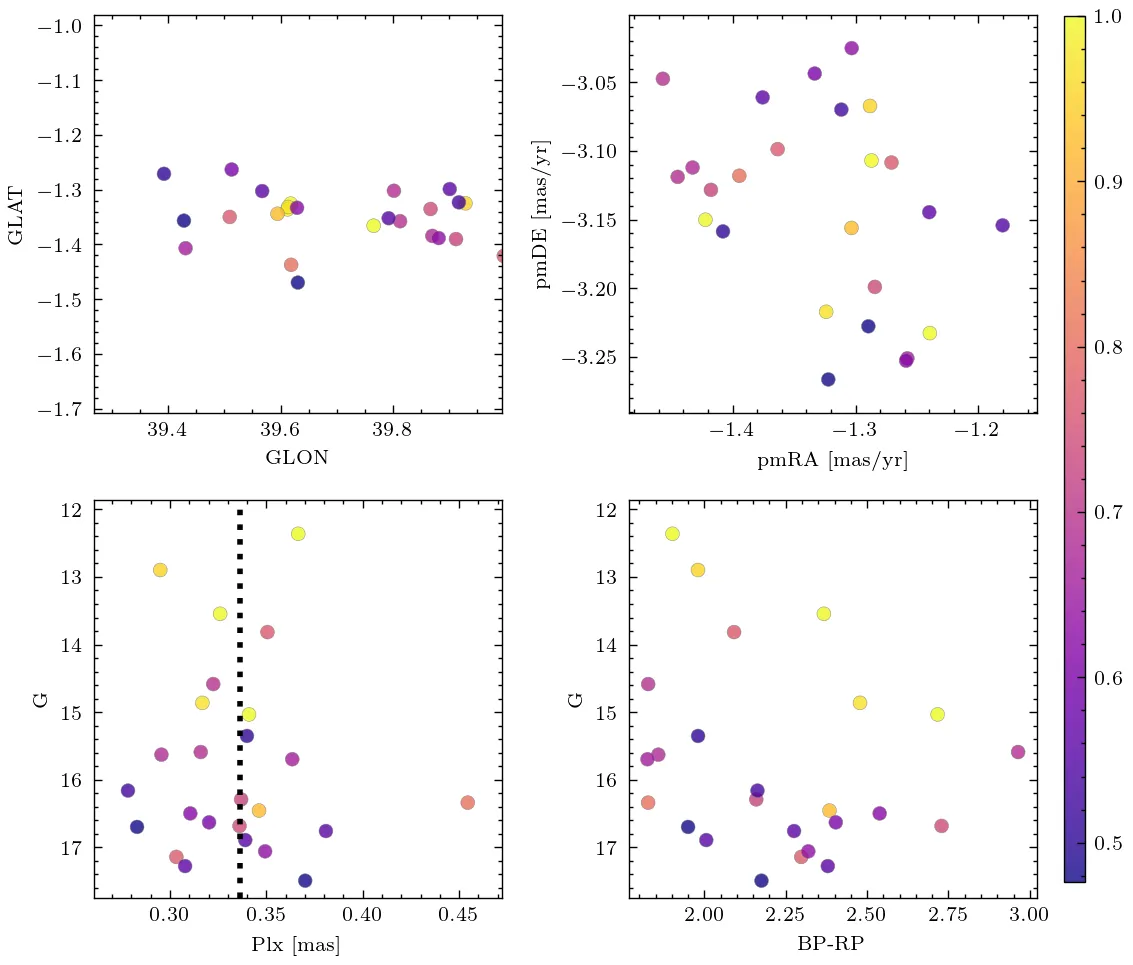 −1.0
−1.1
−1.2
−1.3
−1.4
−1.5
−1.6
−1.7
GLAT
39.4 39.6 39.8
GLON
−3.05
−3.10
−3.15
−3.20
−3.25
pmDE [mas/yr]
−1.4 −1.3 −1.2
pmRA [mas/yr]
1.0
0.9
0.8
0.7
0.6
0.5
12
13
14
15
16
17
G
0.30 0.35 0.40 0.45
Plx [mas]
12
13
14
15
16
17
G
2.00 2.25 2.50 2.75 3.00
BP-RP